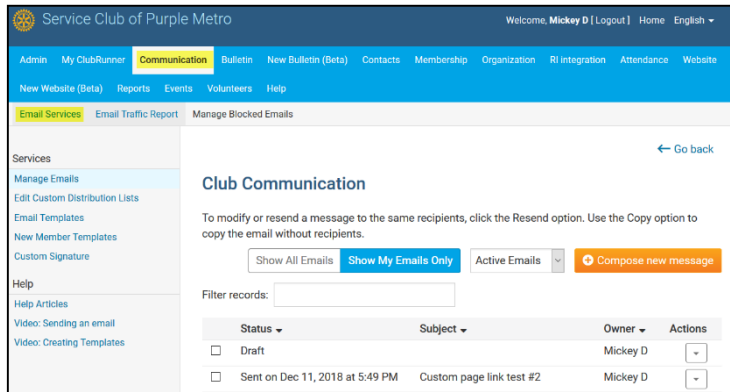 Service Club of Purple Metro
Welcome, Mickey D [ Logout ] Home English
Admin My ClubRunner Communication Bulletin New Bulletin (Beta) Contacts Membership Organization RI integration Attendance Website
New Website (Beta) Reports Events Volunteers Help
Email Services Email Traffic Report Manage Blocked Emails
← Go back
Services
Manage Emails
Edit Custom Distribution Lists
Email Templates
New Member Templates
Custom Signature
Help
Help Articles
Video: Sending an email
Video: Creating Templates
Club Communication
To modify or resend a message to the same recipients, click the Resend option. Use the Copy option to
copy the email without recipients.
Show All Emails Show My Emails Only Active Emails Compose new message
Filter records:
Status Subject Owner Actions
Draft Mickey D
Sent on Dec 11, 2018 at 5:49 PM Custom page link test #2 Mickey D